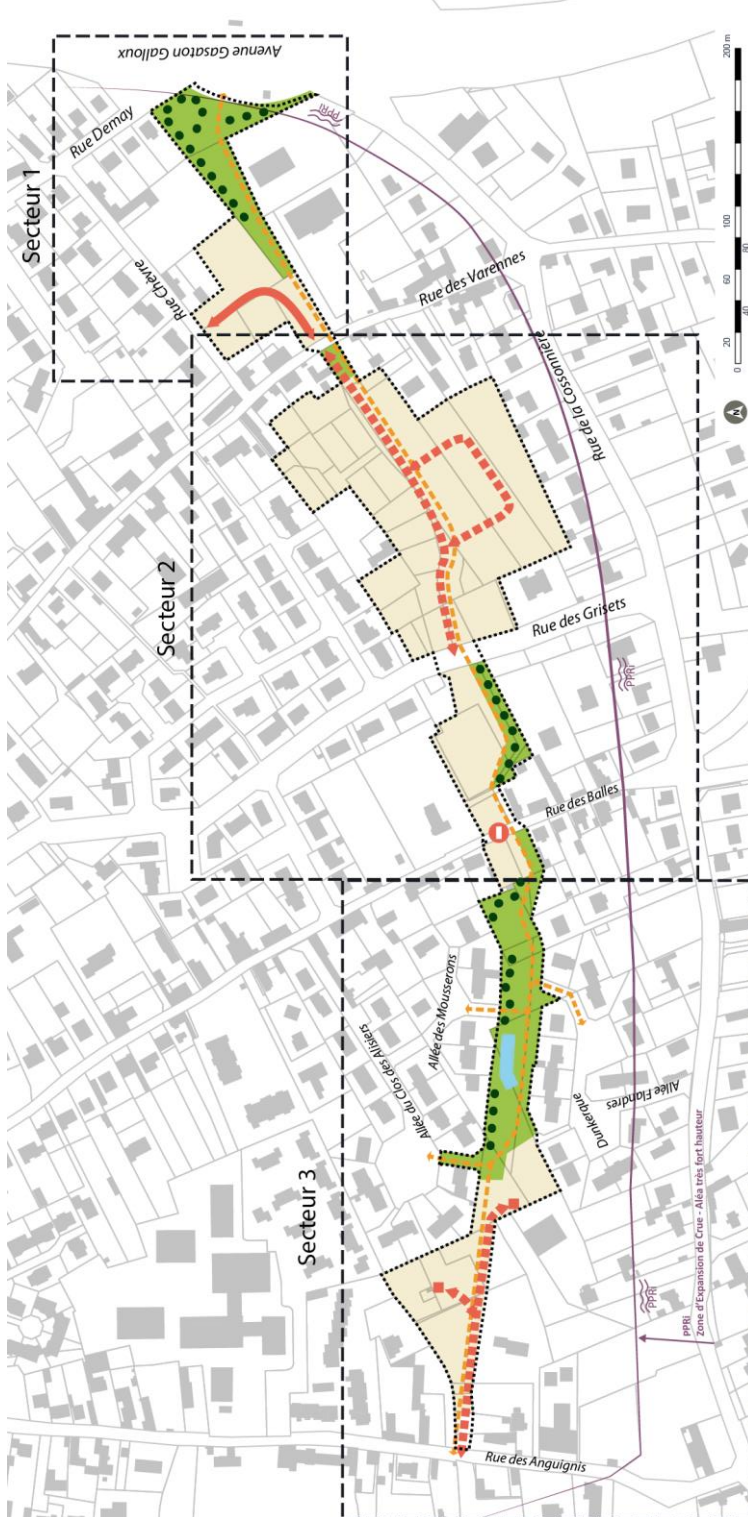 Avenue Gasaton Galloux
Rue Demay
Secteur 1
PPRi
Rue Chèvre
Rue des Varennes
Rue de la Cossonnière
Secteur 2
Rue des Grisets
PPRi
Rue des Balles
Allée des Mousserons
Allée du Clos des Alisiers
Dunkerque
Allée Flandres
Secteur 3
PPRi
PPRi
Zone d'Expansion de Crue - Aléa très fort hauteur
Rue des Anguignis
N
0 20 40 60 80 100 200 m